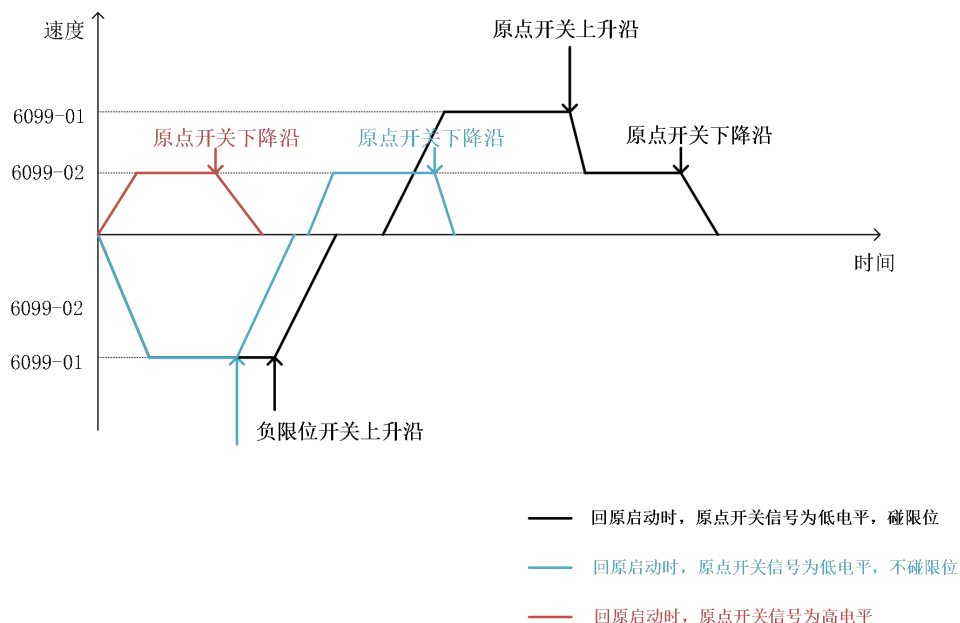 速度
原点开关上升沿
6099-01
原点开关下降沿
原点开关下降沿
原点开关下降沿
6099-02
时间
6099-02
6099-01
负限位开关上升沿
回原启动时，原点开关信号为低电平，碰限位
回原启动时，原点开关信号为低电平，不碰限位
回原启动时，原点开关信号为高电平